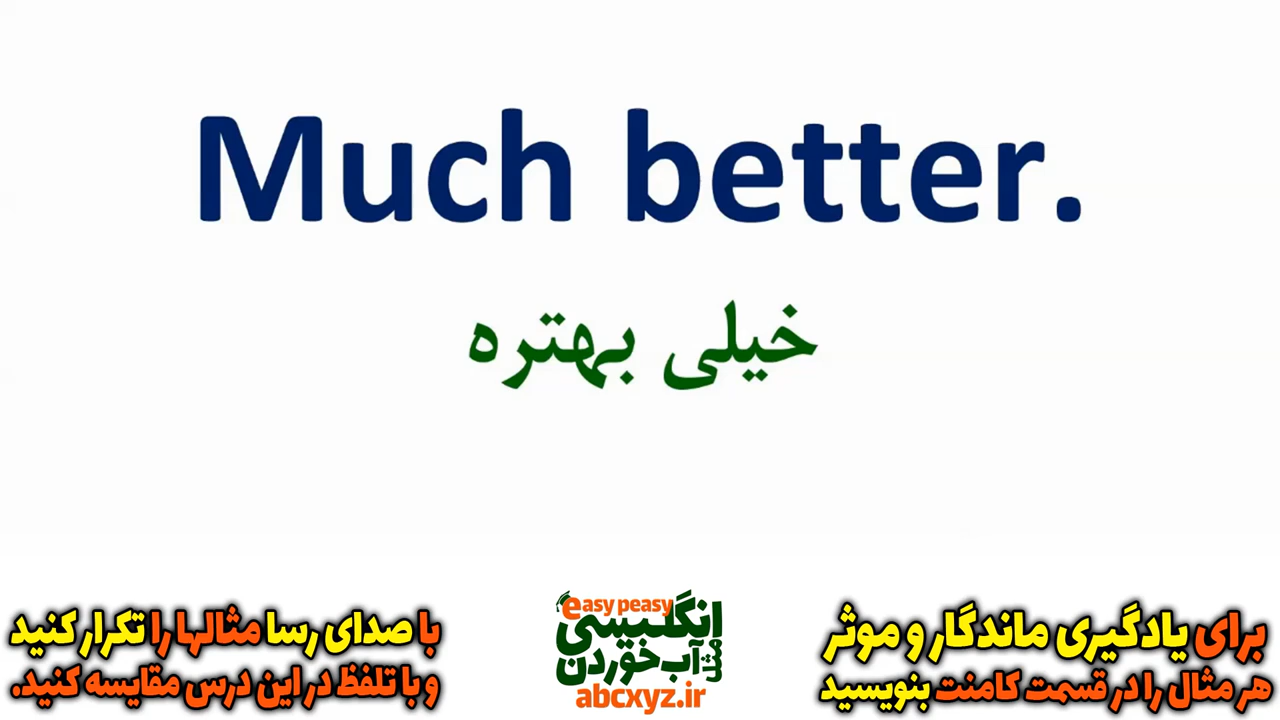 Much better.
خیلی بهتره
برای یادگیری ماندگار و موثر
هر مثال را در قسمت کامنت بنویسید
easy peasy
انگلیسی
مثل آب خوردن
abcxyz.ir
با صدای رسا مثالها را تکرار کنید
و با تلفظ در این درس مقایسه کنید.